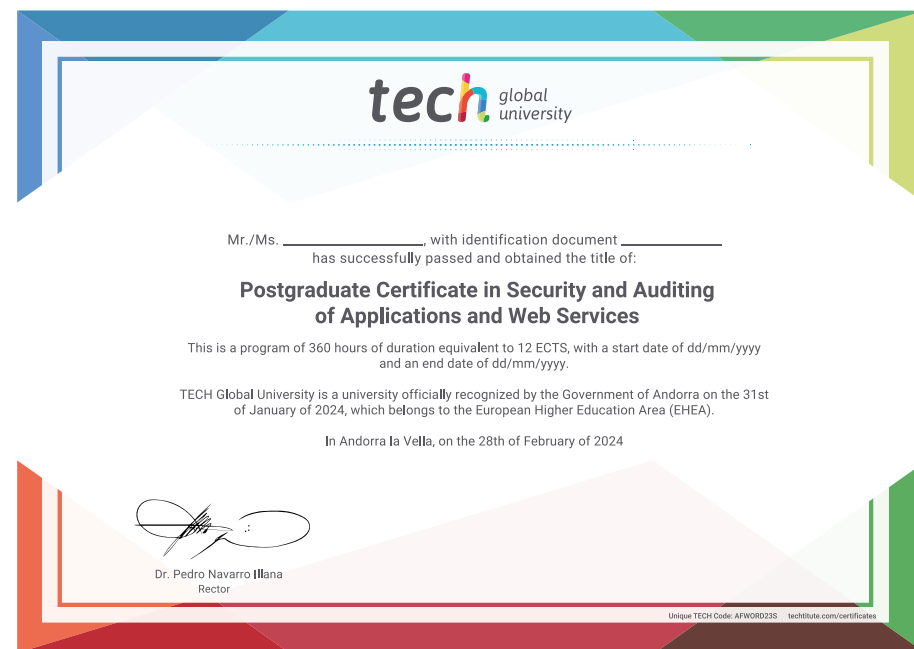 tech global
university
Mr./Ms. ____________________, with identification document ______________
has successfully passed and obtained the title of:
Postgraduate Certificate in Security and Auditing
of Applications and Web Services
This is a program of 360 hours of duration equivalent to 12 ECTS, with a start date of dd/mm/yyyy
and an end date of dd/mm/yyyy.
TECH Global University is a university officially recognized by the Government of Andorra on the 31st
of January of 2024, which belongs to the European Higher Education Area (EHEA).
In Andorra la Vella, on the 28th of February of 2024
Dr. Pedro Navarro Illana
Rector
Unique TECH Code: AFWORD23S techtitute.com/certificates